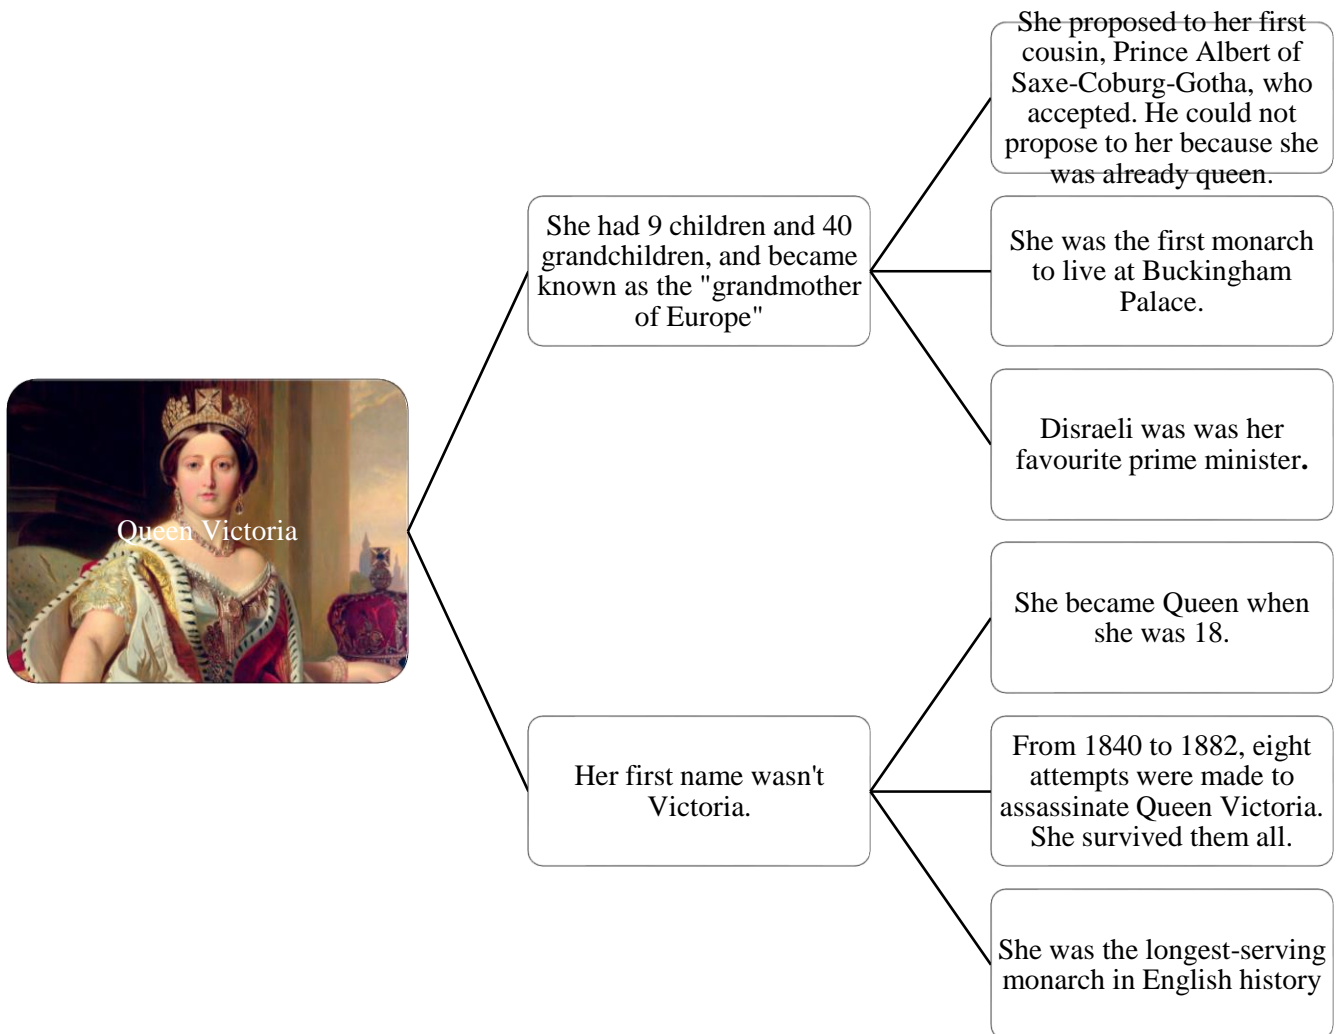 Queen Victoria
She had 9 children and 40
grandchildren, and became
known as the "grandmother
of Europe"
She proposed to her first
cousin, Prince Albert of
Saxe-Coburg-Gotha, who
accepted. He could not
propose to her because she
was already queen.
She was the first monarch
to live at Buckingham
Palace.
Disraeli was was her
favourite prime minister.
Her first name wasn't
Victoria.
She became Queen when
she was 18.
From 1840 to 1882, eight
attempts were made to
assassinate Queen Victoria.
She survived them all.
She was the longest-serving
monarch in English history